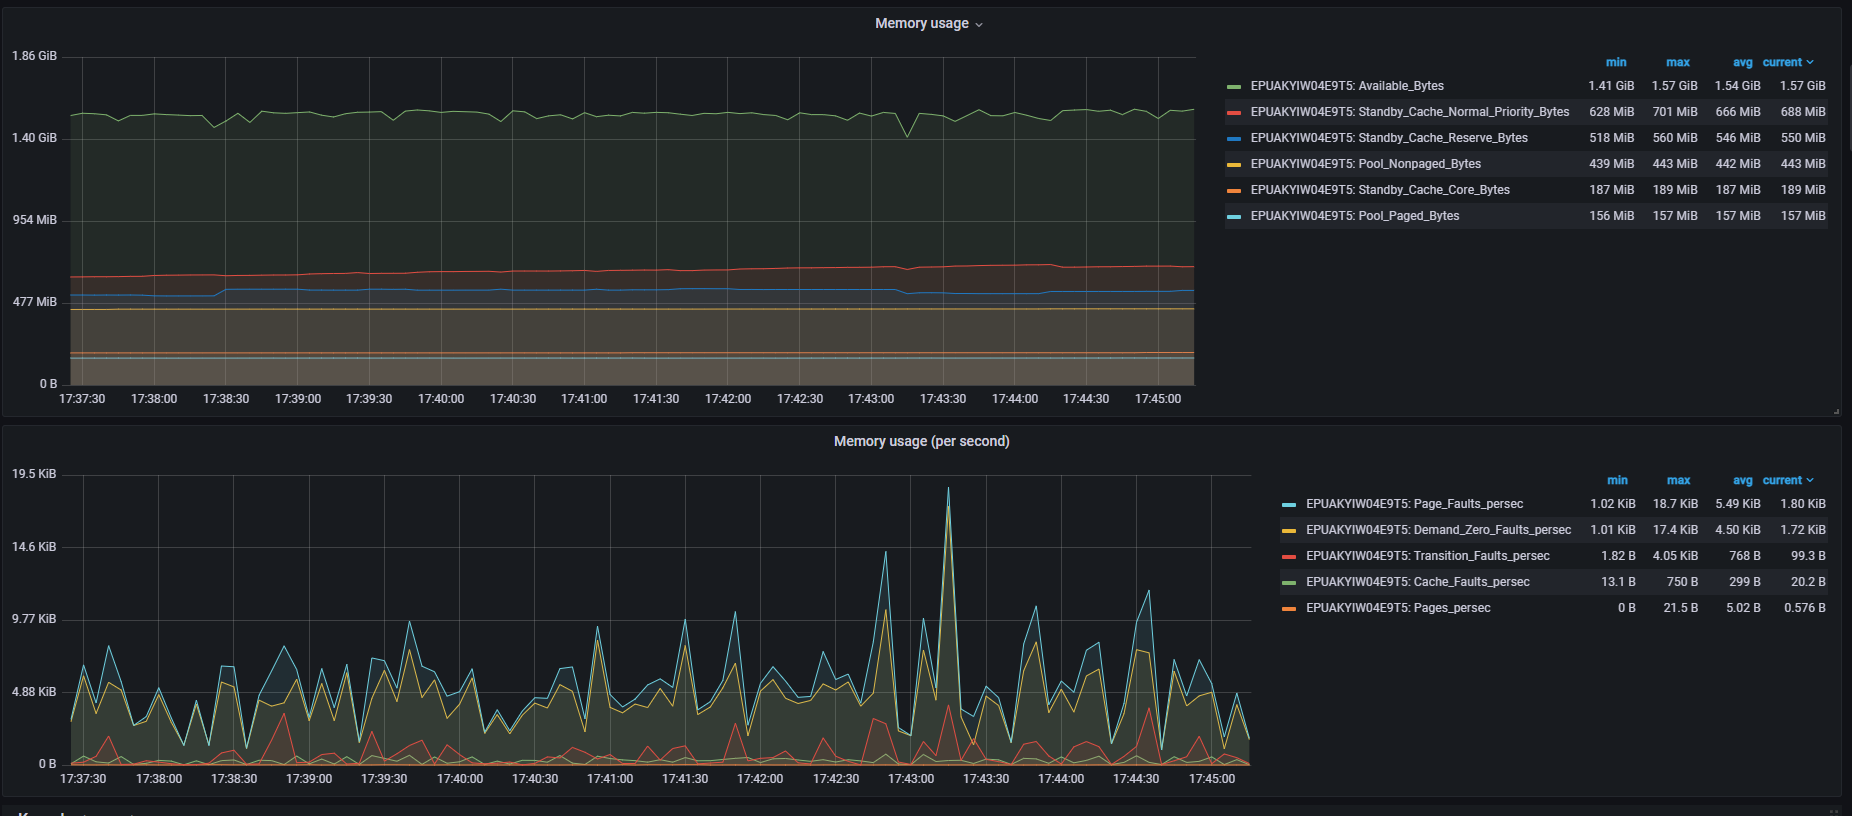 Memory usage
1.86 GiB
1.40 GiB
954 MiB
477 MiB
0 B
17:37:30 17:38:00 17:38:30 17:39:00 17:39:30 17:40:00 17:40:30 17:41:00 17:41:30 17:42:00 17:42:30 17:43:00 17:43:30 17:44:00 17:44:30 17:45:00
min max avg current
EPUAKYIW04E9T5: Available_Bytes 1.41 GiB 1.57 GiB 1.54 GiB 1.57 GiB
EPUAKYIW04E9T5: Standby_Cache_Normal_Priority_Bytes 628 MiB 701 MiB 666 MiB 688 MiB
EPUAKYIW04E9T5: Standby_Cache_Reserve_Bytes 518 MiB 560 MiB 546 MiB 550 MiB
EPUAKYIW04E9T5: Pool_Nonpaged_Bytes 439 MiB 443 MiB 442 MiB 443 MiB
EPUAKYIW04E9T5: Standby_Cache_Core_Bytes 187 MiB 189 MiB 187 MiB 189 MiB
EPUAKYIW04E9T5: Pool_Paged_Bytes 156 MiB 157 MiB 157 MiB 157 MiB
Memory usage (per second)
19.5 KiB
14.6 KiB
9.77 KiB
4.88 KiB
0 B
17:37:30 17:38:00 17:38:30 17:39:00 17:39:30 17:40:00 17:40:30 17:41:00 17:41:30 17:42:00 17:42:30 17:43:00 17:43:30 17:44:00 17:44:30 17:45:00
min max avg current
EPUAKYIW04E9T5: Page_Faults_persec 1.02 KiB 18.7 KiB 5.49 KiB 1.80 KiB
EPUAKYIW04E9T5: Demand_Zero_Faults_persec 1.01 KiB 17.4 KiB 4.50 KiB 1.72 KiB
EPUAKYIW04E9T5: Transition_Faults_persec 1.82 B 4.05 KiB 768 B 99.3 B
EPUAKYIW04E9T5: Cache_Faults_persec 13.1 B 750 B 299 B 20.2 B
EPUAKYIW04E9T5: Pages_persec 0 B 21.5 B 5.02 B 0.576 B